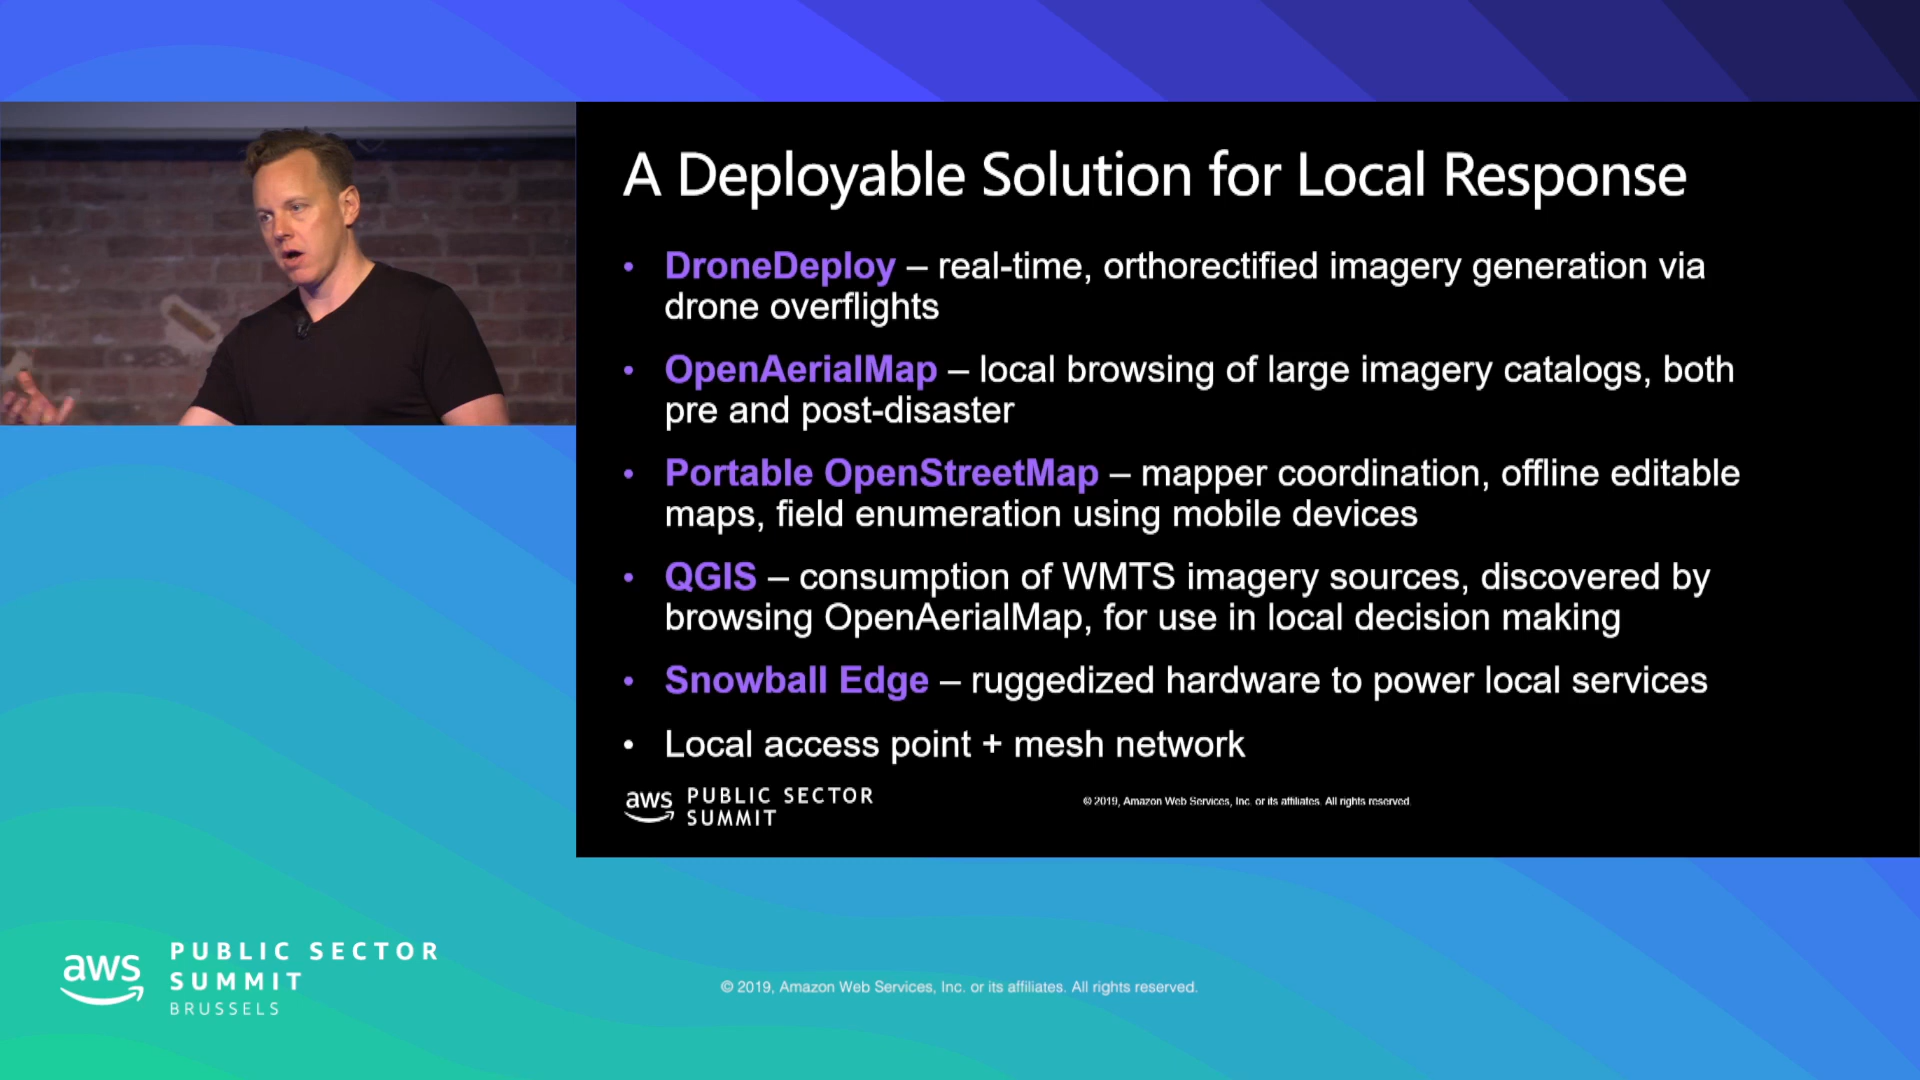 A Deployable Solution for Local Response
• DroneDeploy – real-time, orthorectified imagery generation via
drone overflights
• OpenAerialMap – local browsing of large imagery catalogs, both
pre and post-disaster
• Portable OpenStreetMap – mapper coordination, offline editable
maps, field enumeration using mobile devices
• QGIS – consumption of WMTS imagery sources, discovered by
browsing OpenAerialMap, for use in local decision making
• Snowball Edge – ruggedized hardware to power local services
• Local access point + mesh network
aws PUBLIC SECTOR
SUMMIT
© 2019, Amazon Web Services, Inc. or its affiliates. All rights reserved.
aws PUBLIC SECTOR
SUMMIT
BRUSSELS
© 2019, Amazon Web Services, Inc. or its affiliates. All rights reserved.